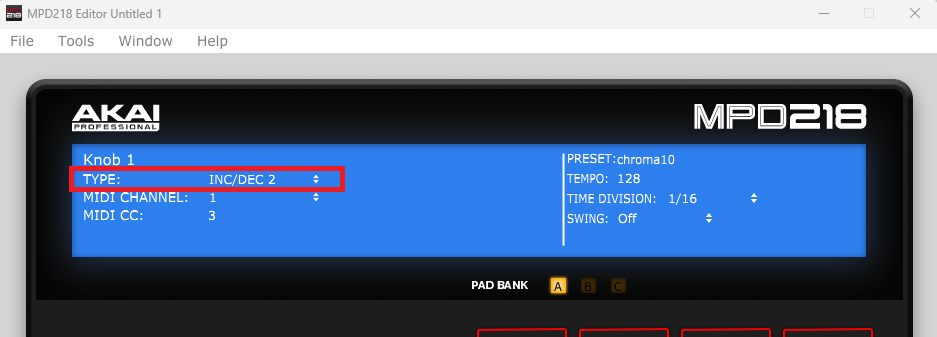 MPD218 Editor Untitled 1
File Tools Window Help
AKAI
PROFESSIONAL
MPD218
Knob 1
TYPE: INC/DEC 2
MIDI CHANNEL: 1
MIDI CC: 3
PRESET: chroma10
TEMPO: 128
TIME DIVISION: 1/16
SWING: Off
PAD BANK A B C